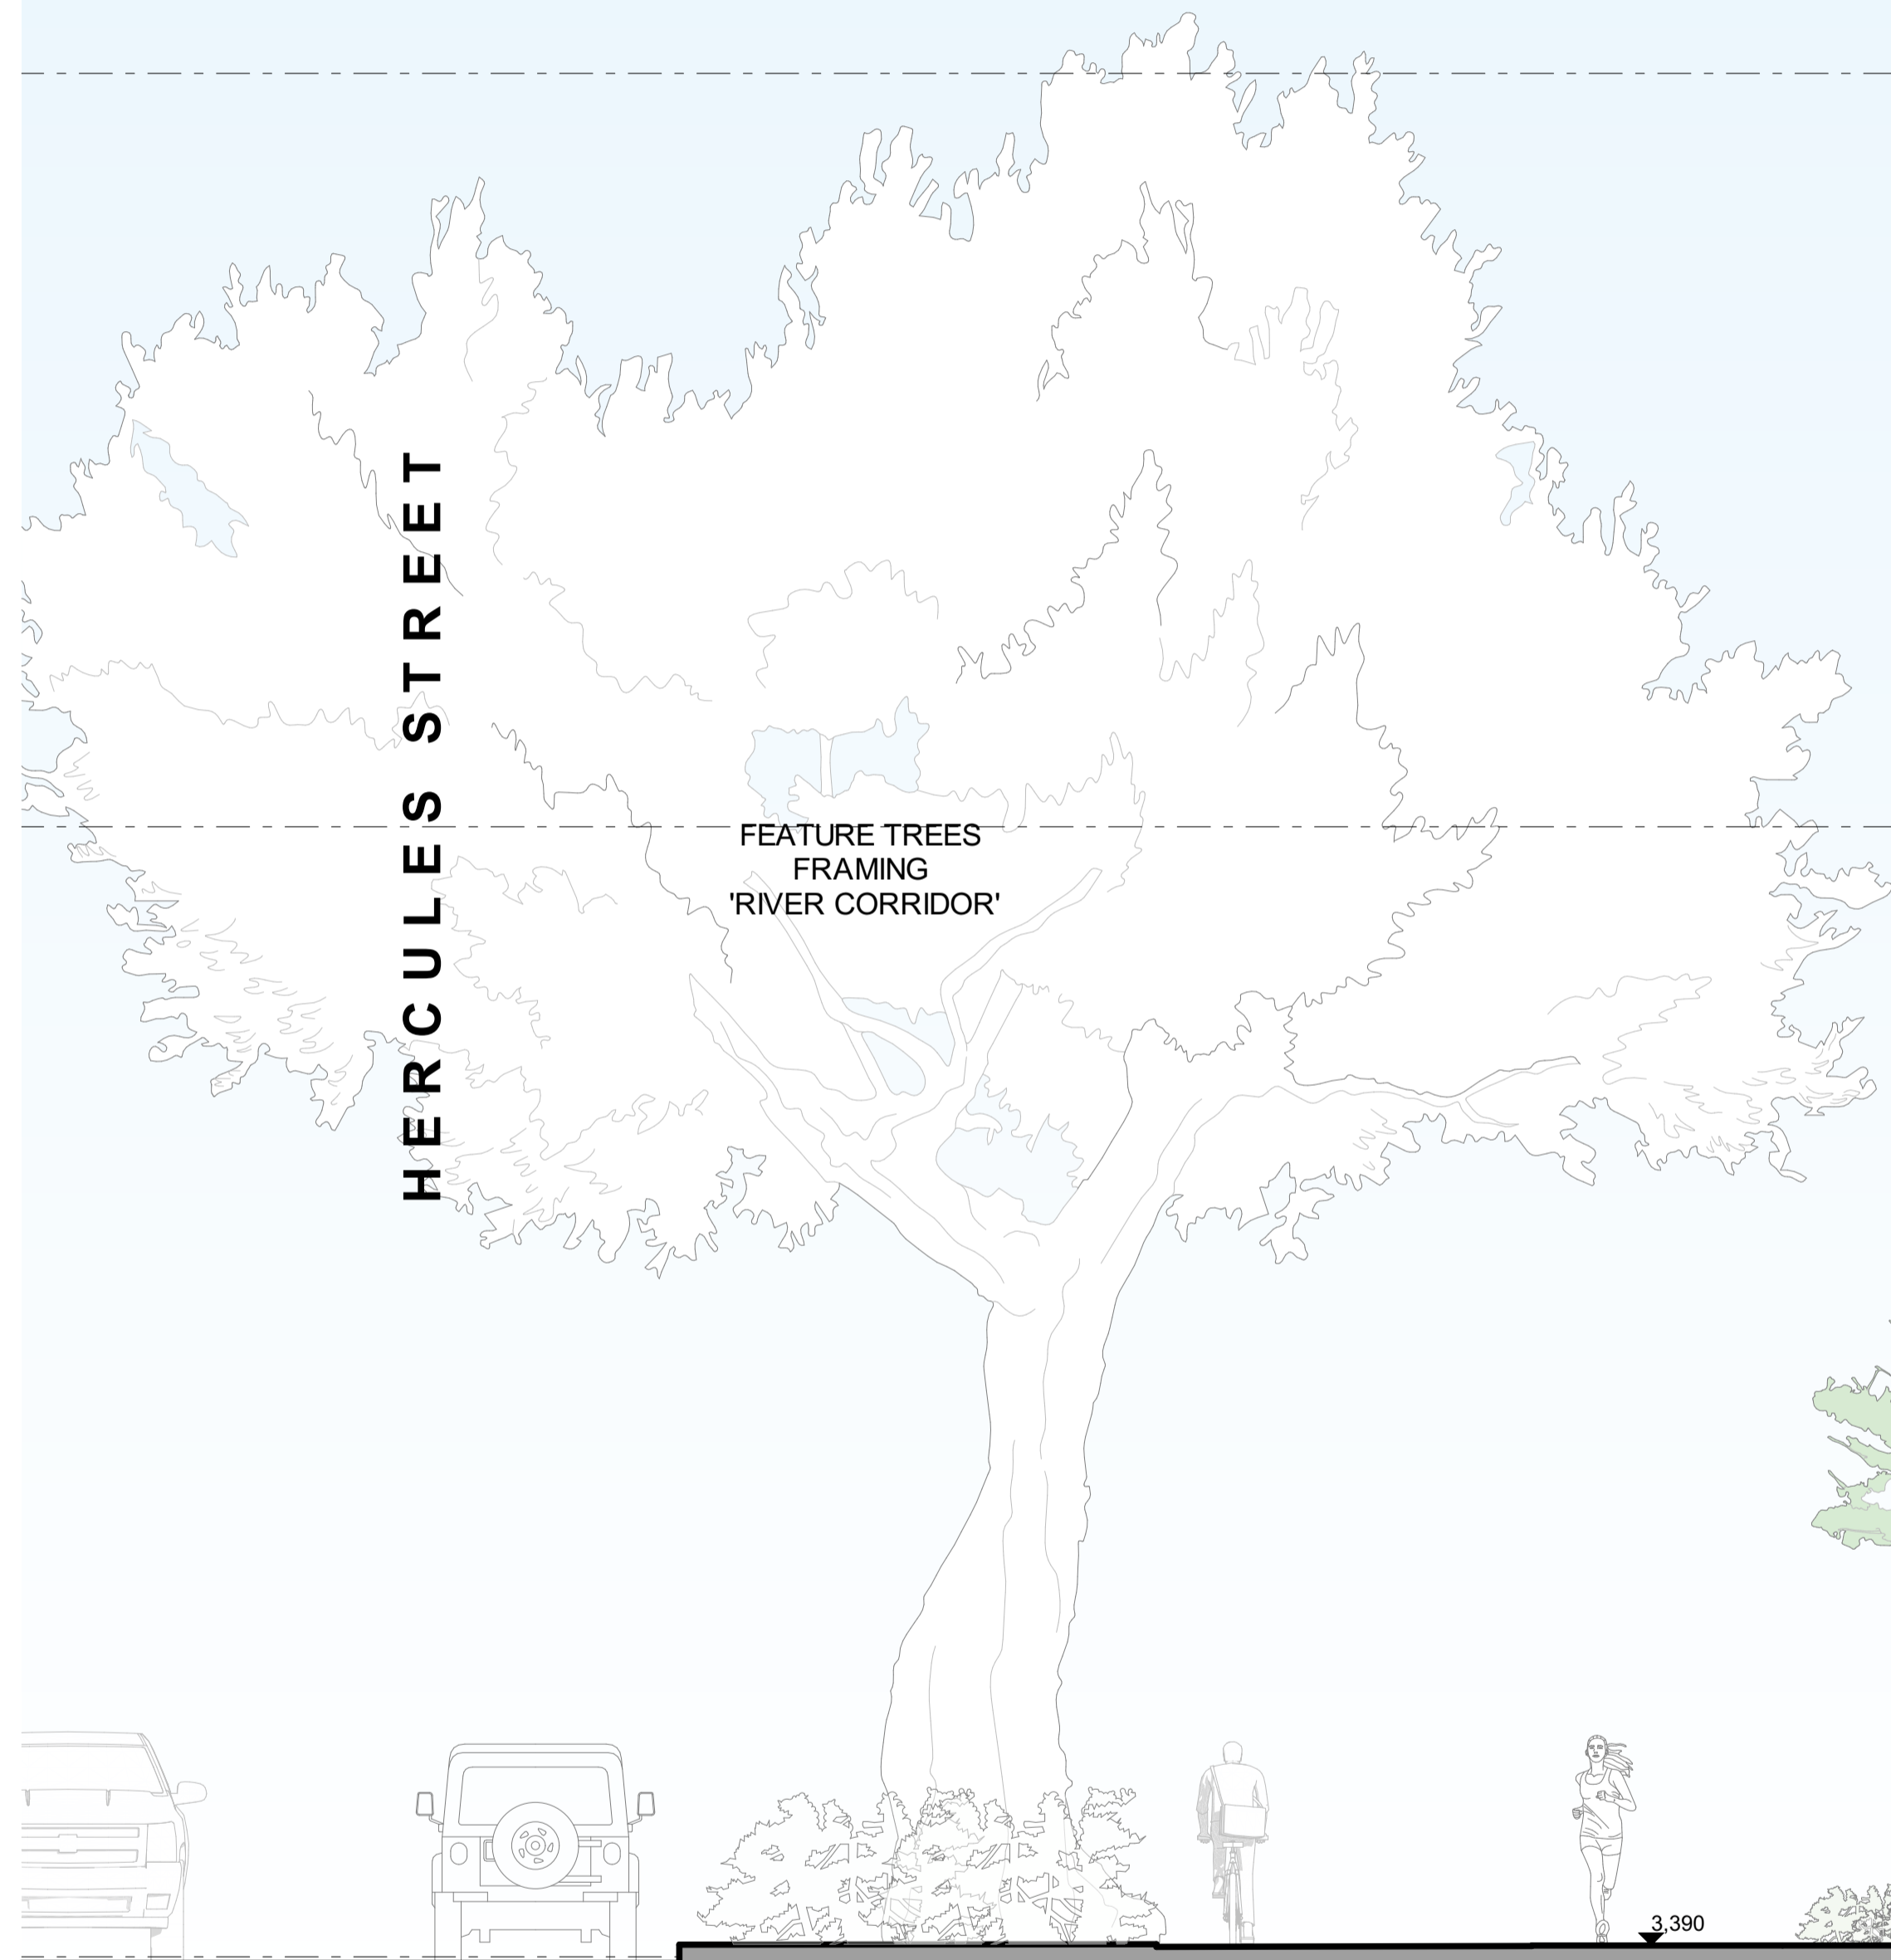 HERCULES STREET
FEATURE TREES
FRAMING
'RIVER CORRIDOR'
3,390